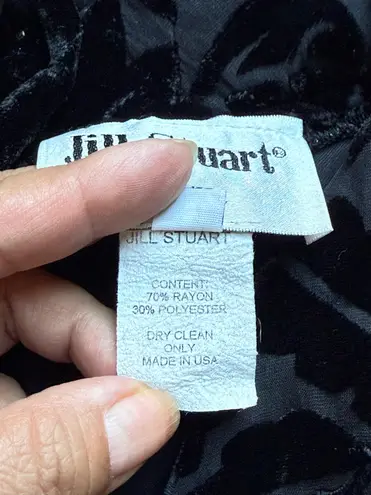 Jill Stuart®
JILL STUART
CONTENT:
70% RAYON
30% POLYESTER
DRY CLEAN
ONLY
MADE IN USA